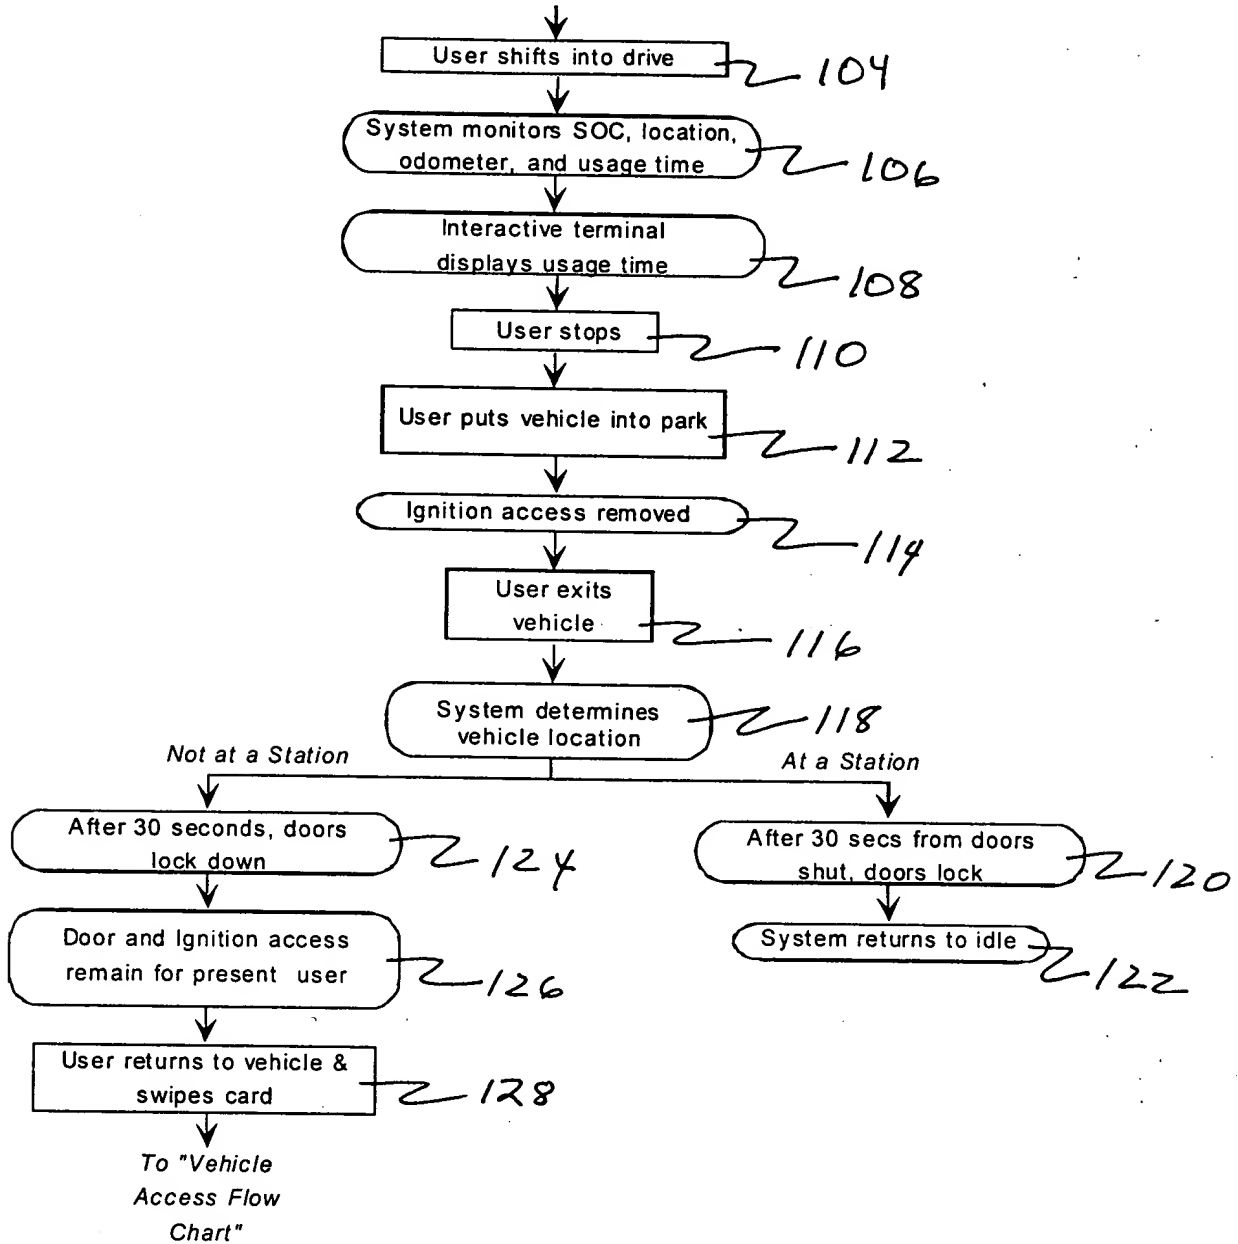 User shifts into drive
104
System monitors SOC, location,
odometer, and usage time
106
Interactive terminal
displays usage time
108
User stops
110
User puts vehicle into park
112
Ignition access removed
114
User exits
vehicle
116
System determines
vehicle location
118
Not at a Station
At a Station
After 30 seconds, doors
lock down
124
After 30 secs from doors
shut, doors lock
120
Door and Ignition access
remain for present user
126
System returns to idle
122
User returns to vehicle &
swipes card
128
To "Vehicle
Access Flow
Chart"